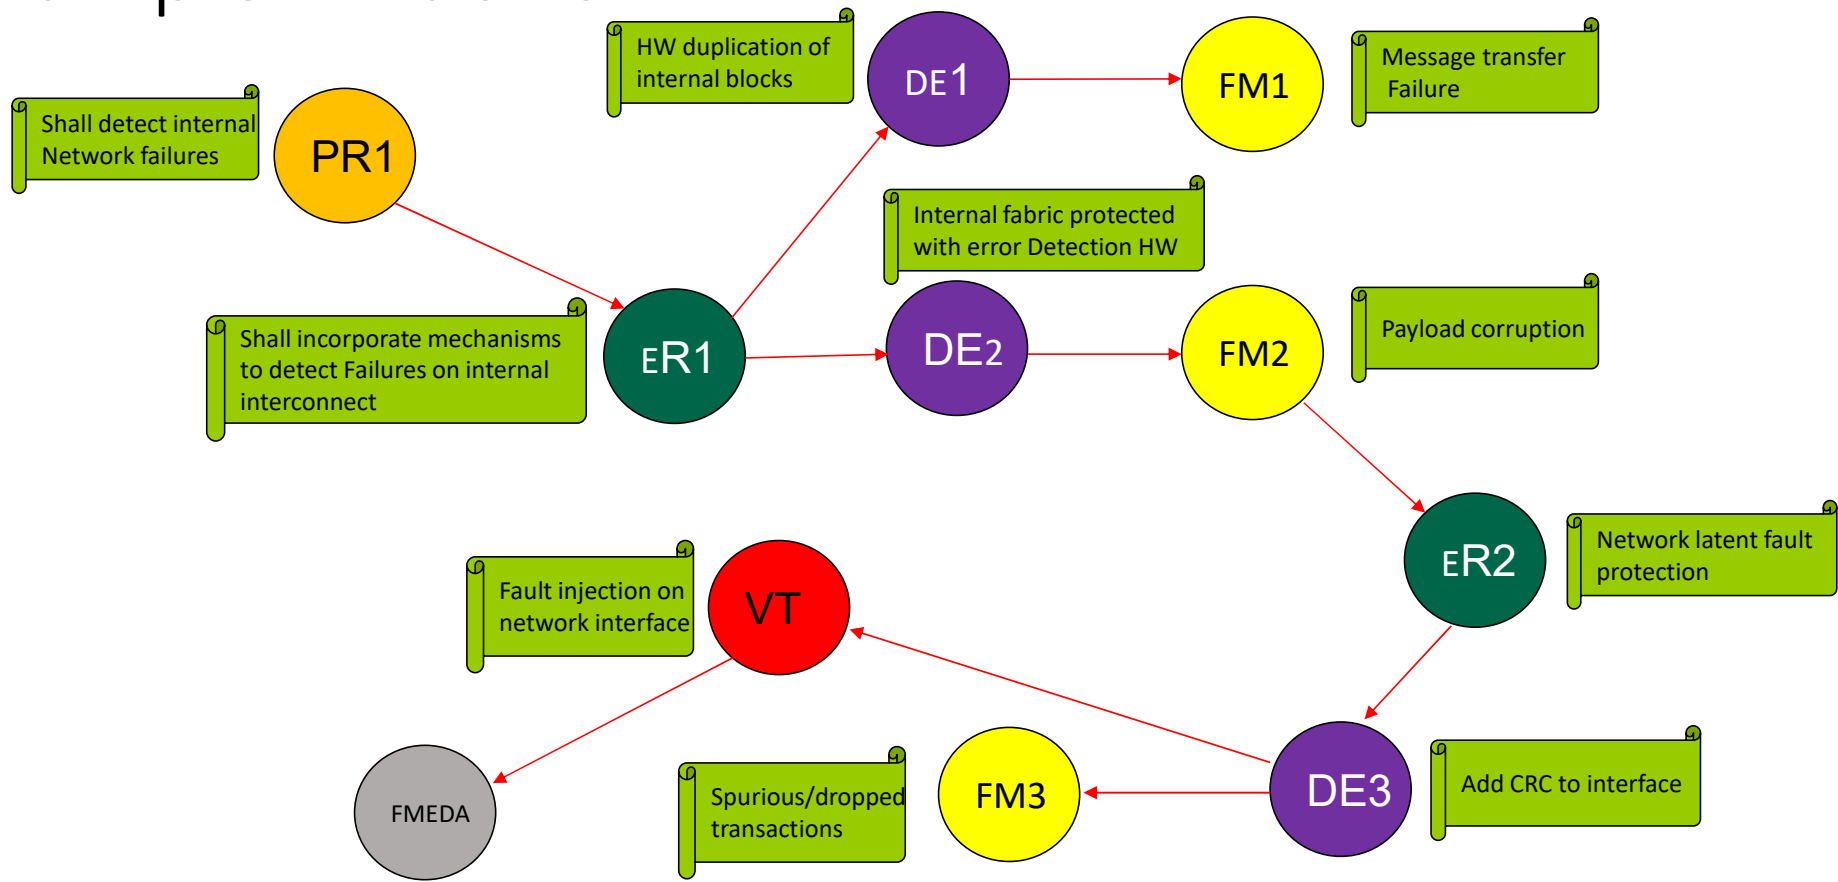 HW duplication of
internal blocks
DE1
FM1
Message transfer
Failure
Shall detect internal
Network failures
PR1
Internal fabric protected
with error Detection HW
Shall incorporate mechanisms
to detect Failures on internal
interconnect
ER1
DE2
FM2
Payload corruption
ER2
Network latent fault
protection
Fault injection on
network interface
VT
FMEDA
Spurious/dropped
transactions
FM3
DE3
Add CRC to interface